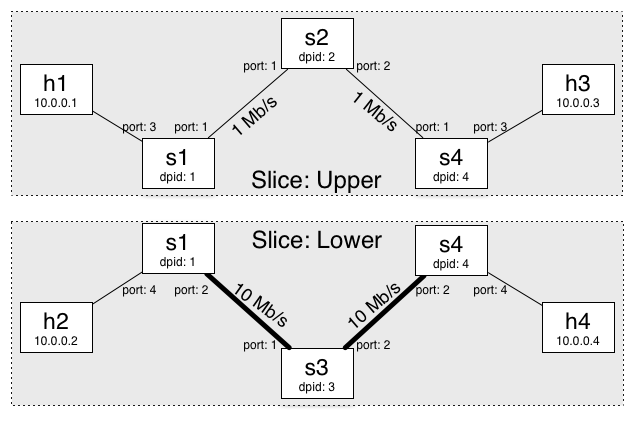 s2
dpid: 2
port: 1
port: 2
h1
10.0.0.1
h3
10.0.0.3
1 Mb/s
1 Mb/s
port: 3
port: 1
port: 1
port: 3
s1
dpid: 1
s4
dpid: 4
Slice: Upper
s1
dpid: 1
Slice: Lower
s4
dpid: 4
port: 4
port: 2
10 Mb/s
10 Mb/s
port: 2
port: 4
h2
10.0.0.2
h4
10.0.0.4
port: 1
port: 2
s3
dpid: 3